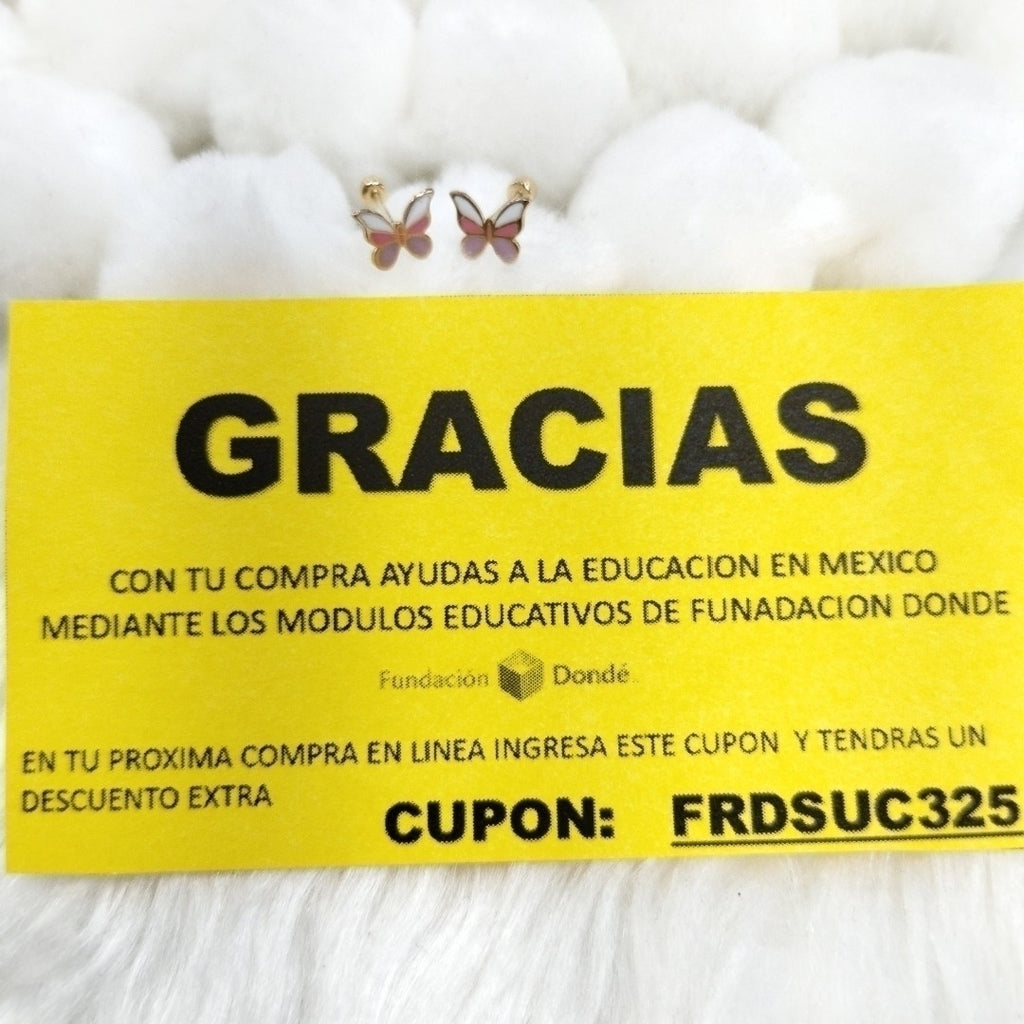 GRACIAS
CON TU COMPRA AYUDAS A LA EDUCACION EN MEXICO
MEDIANTE LOS MODULOS EDUCATIVOS DE FUNADACION DONDE
Fundación Dondé
EN TU PROXIMA COMPRA EN LINEA INGRESA ESTE CUPON Y TENDRAS UN
DESCUENTO EXTRA
CUPON: FRDSUC325